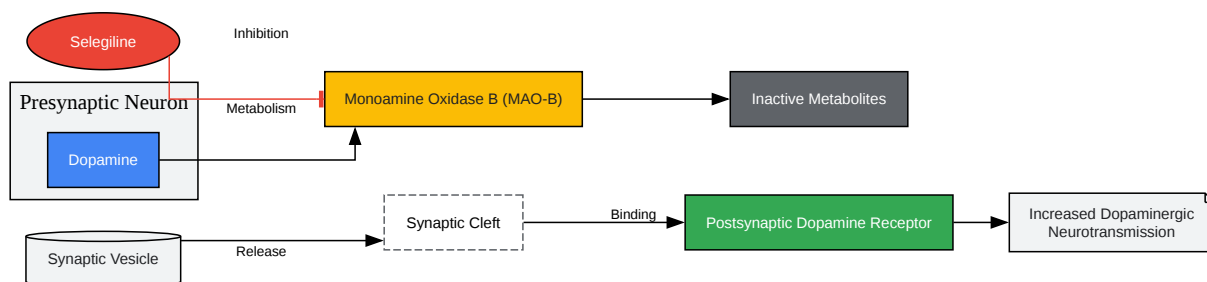 Selegiline
Inhibition
Presynaptic Neuron
Monoamine Oxidase B (MAO-B)
Inactive Metabolites
Metabolism
Dopamine
Synaptic Cleft
Binding
Postsynaptic Dopamine Receptor
Increased Dopaminergic
Neurotransmission
Release
Synaptic Vesicle